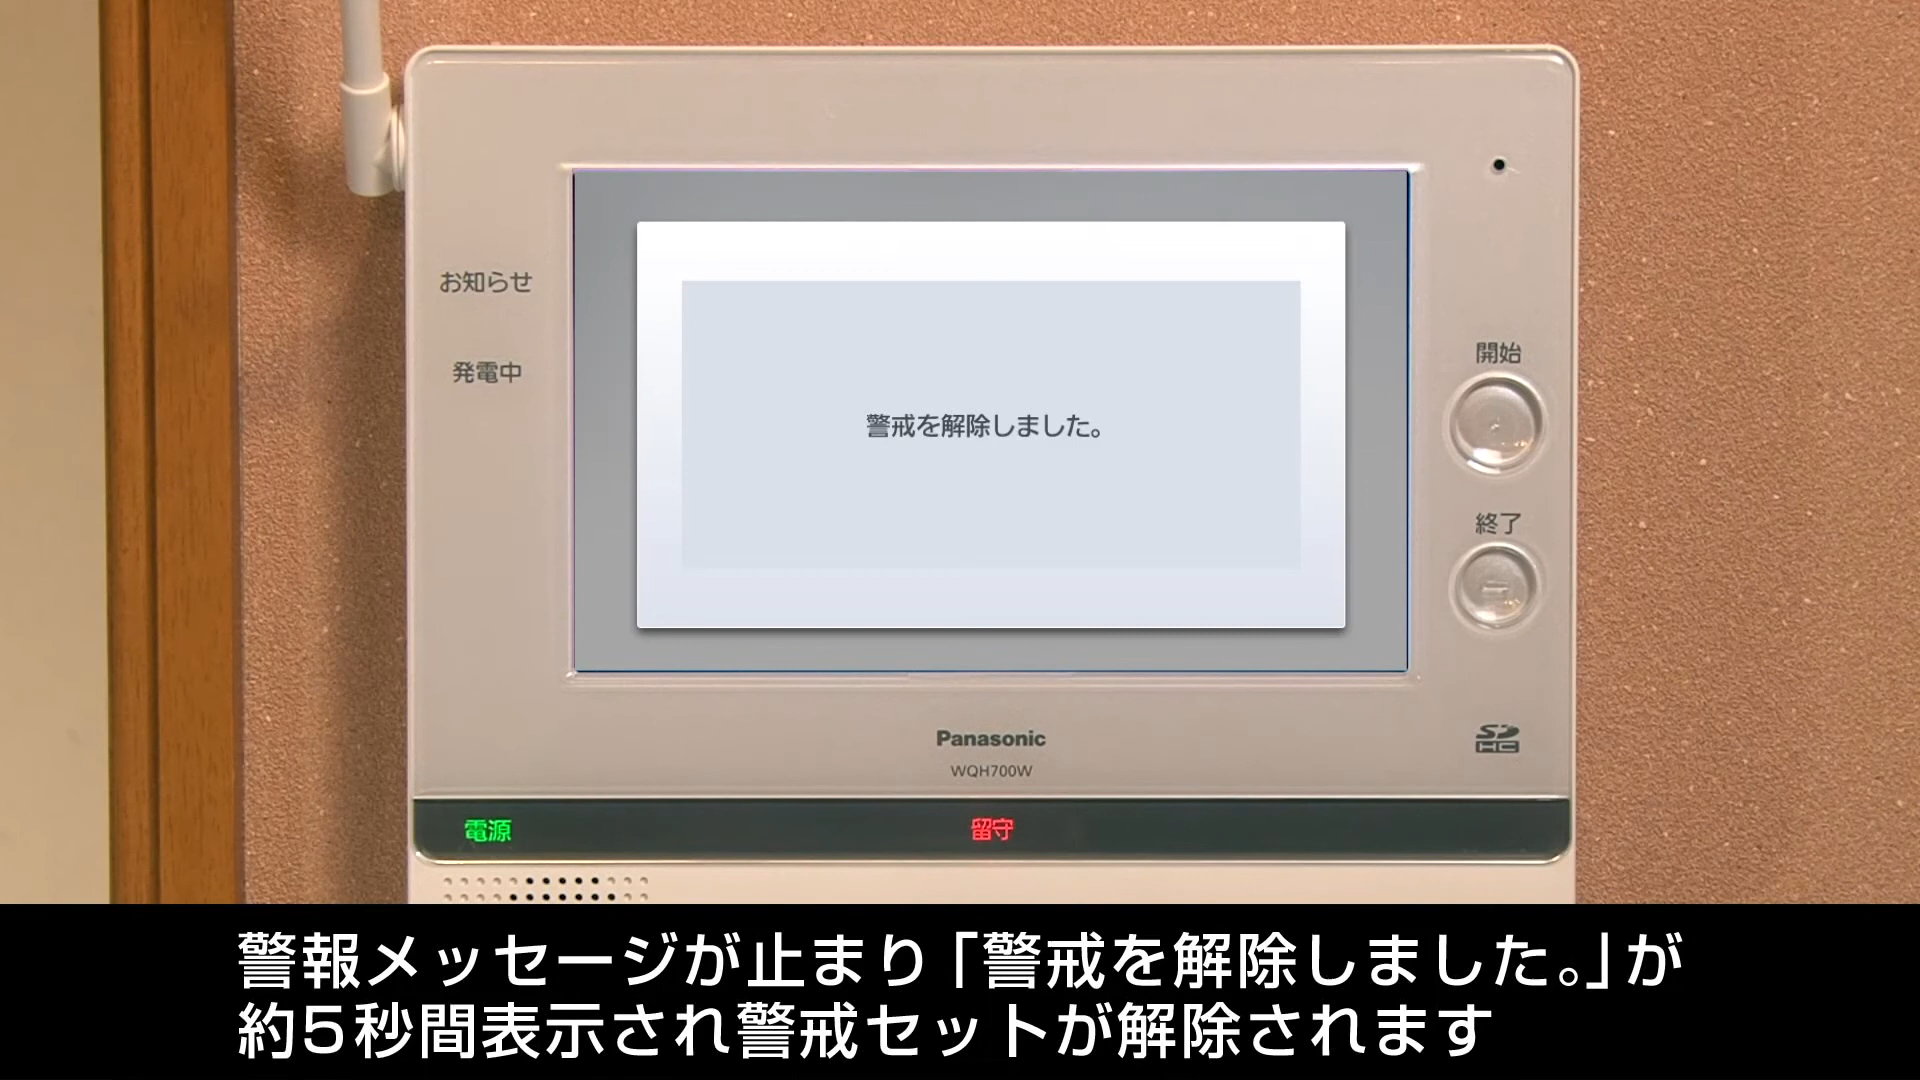 お知らせ
発電中
警戒を解除しました。
開始
終了
Panasonic
WQH700W
SD
HC
電源
留守
警報メッセージが止まり「警戒を解除しました。」が
約5秒間表示され警戒セットが解除されます